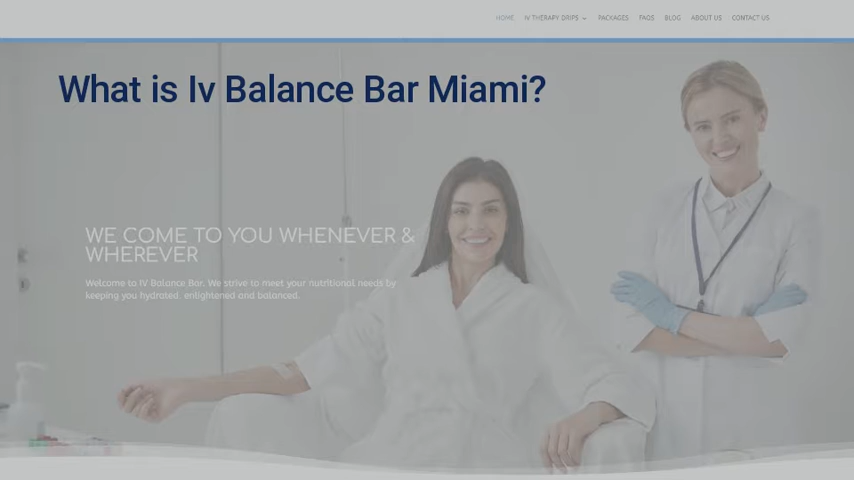 HOME IV THERAPY DRIPS PACKAGES FAQS BLOG ABOUT US CONTACT US
What is Iv Balance Bar Miami?
WE COME TO YOU WHENEVER &
WHEREVER
Welcome to IV Balance Bar. We strive to meet your nutritional needs by
keeping you hydrated, enlightened and balanced.